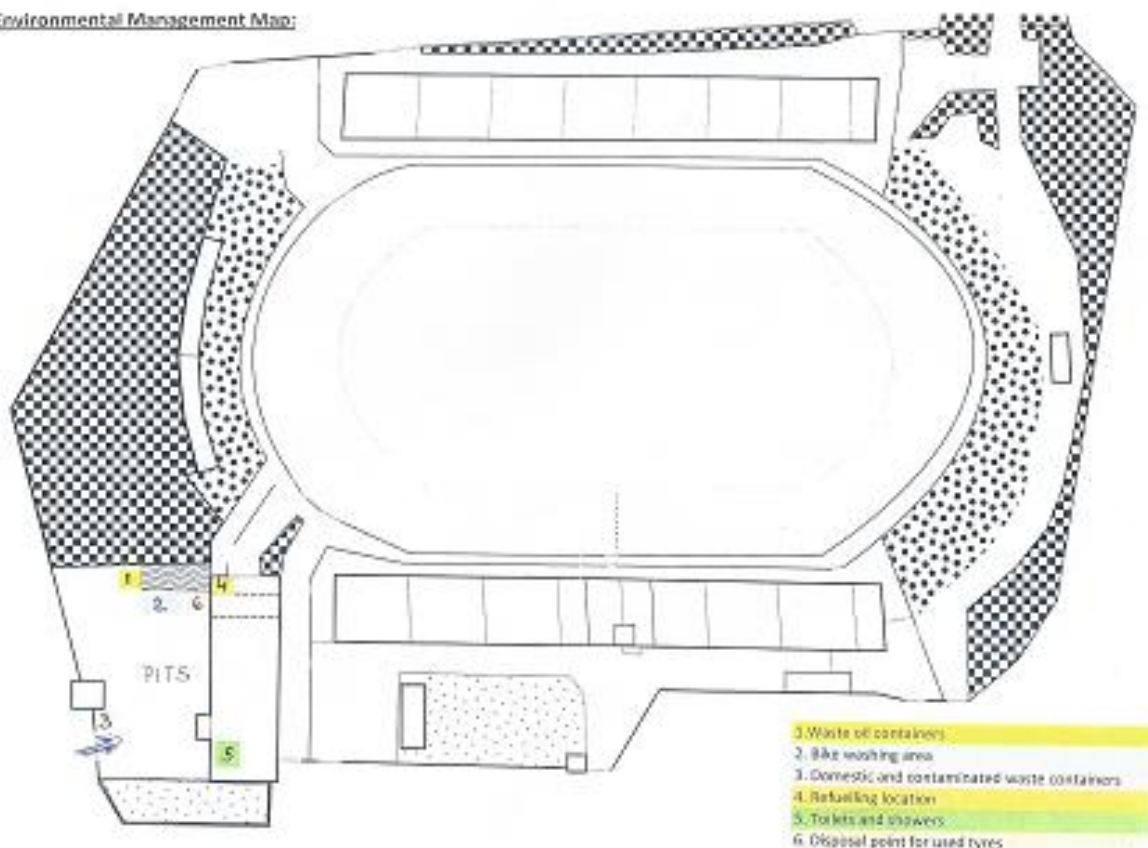 Environmental Management Map:
1
4
2
6
PITS
3
5
1. Waste oil containers
2. Bike washing area
3. Domestic and contaminated waste containers
4. Refuelling location
5. Toilets and showers
6. Disposal point for used tyres